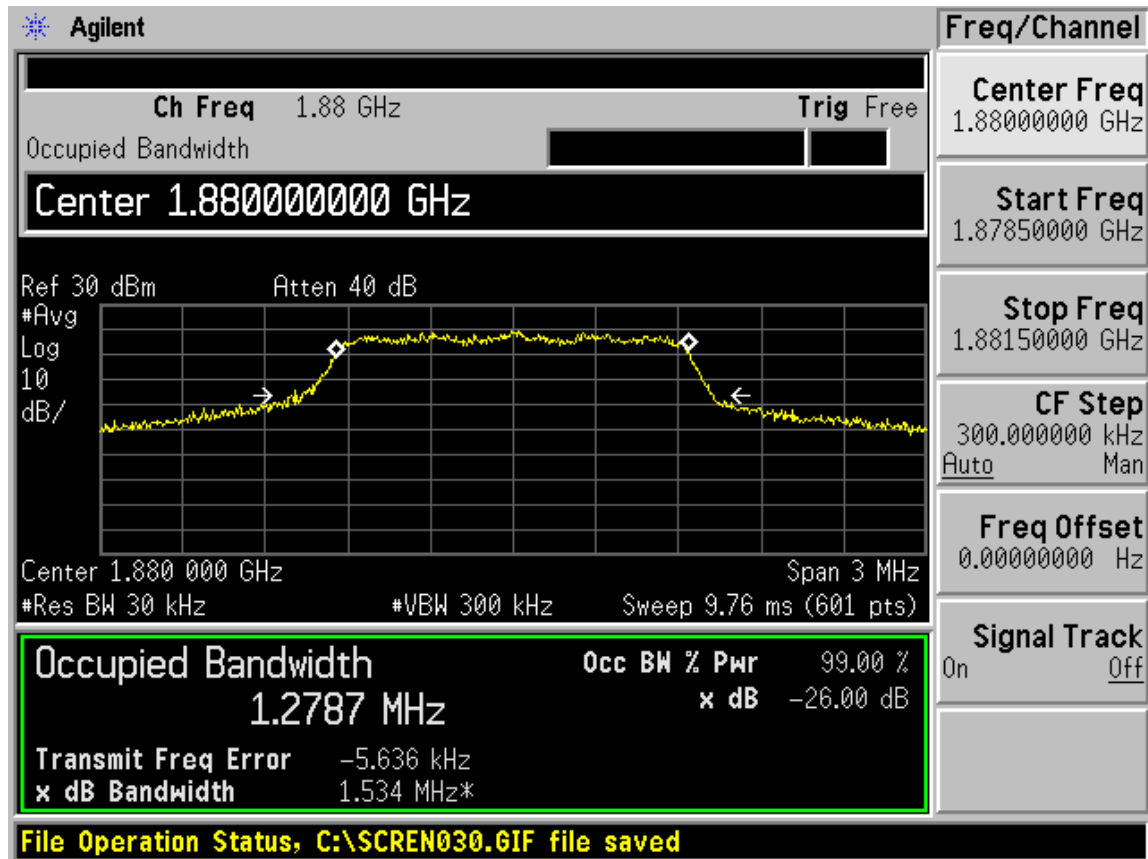 Agilent
Freq/Channel
Ch Freq 1.88 GHz Trig Free
Occupied Bandwidth
Center 1.880000000 GHz
Ref 30 dBm Atten 40 dB
#Avg
Log
10
dB/
Center 1.880 000 GHz Span 3 MHz
#Res BW 30 kHz #VBW 300 kHz Sweep 9.76 ms (601 pts)
Occupied Bandwidth
1.2787 MHz
Occ BW % Pwr 99.00 %
x dB -26.00 dB
Transmit Freq Error -5.636 kHz
x dB Bandwidth 1.534 MHz*
Center Freq
1.88000000 GHz
Start Freq
1.87850000 GHz
Stop Freq
1.88150000 GHz
CF Step
300.000000 kHz
Auto Man
Freq Offset
0.00000000 Hz
Signal Track
On Off
File Operation Status, C:\SCREN030.GIF file saved